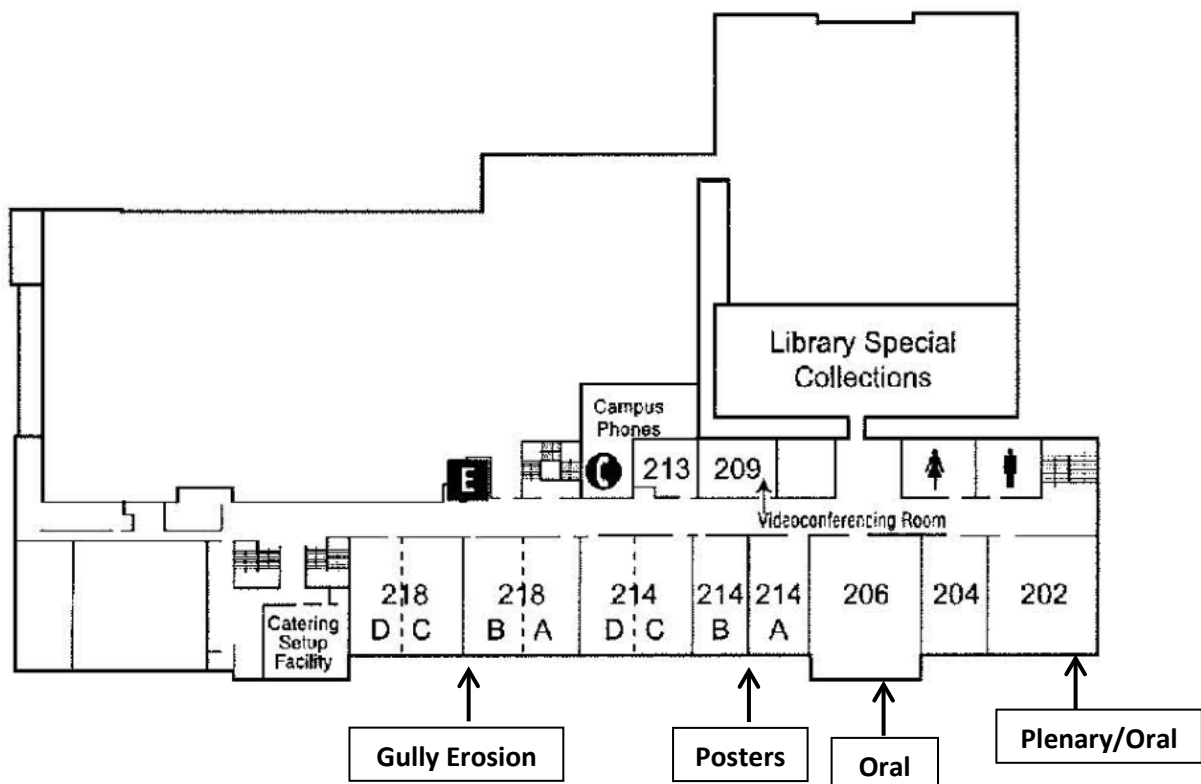 Library Special
Collections
Campus
Phones
E
213
209
Videoconferencing Room
218
D C
218
B A
214
D C
214
B
214
A
206
204
202
Catering
Setup
Facility
Gully Erosion
Posters
Oral
Plenary/Oral